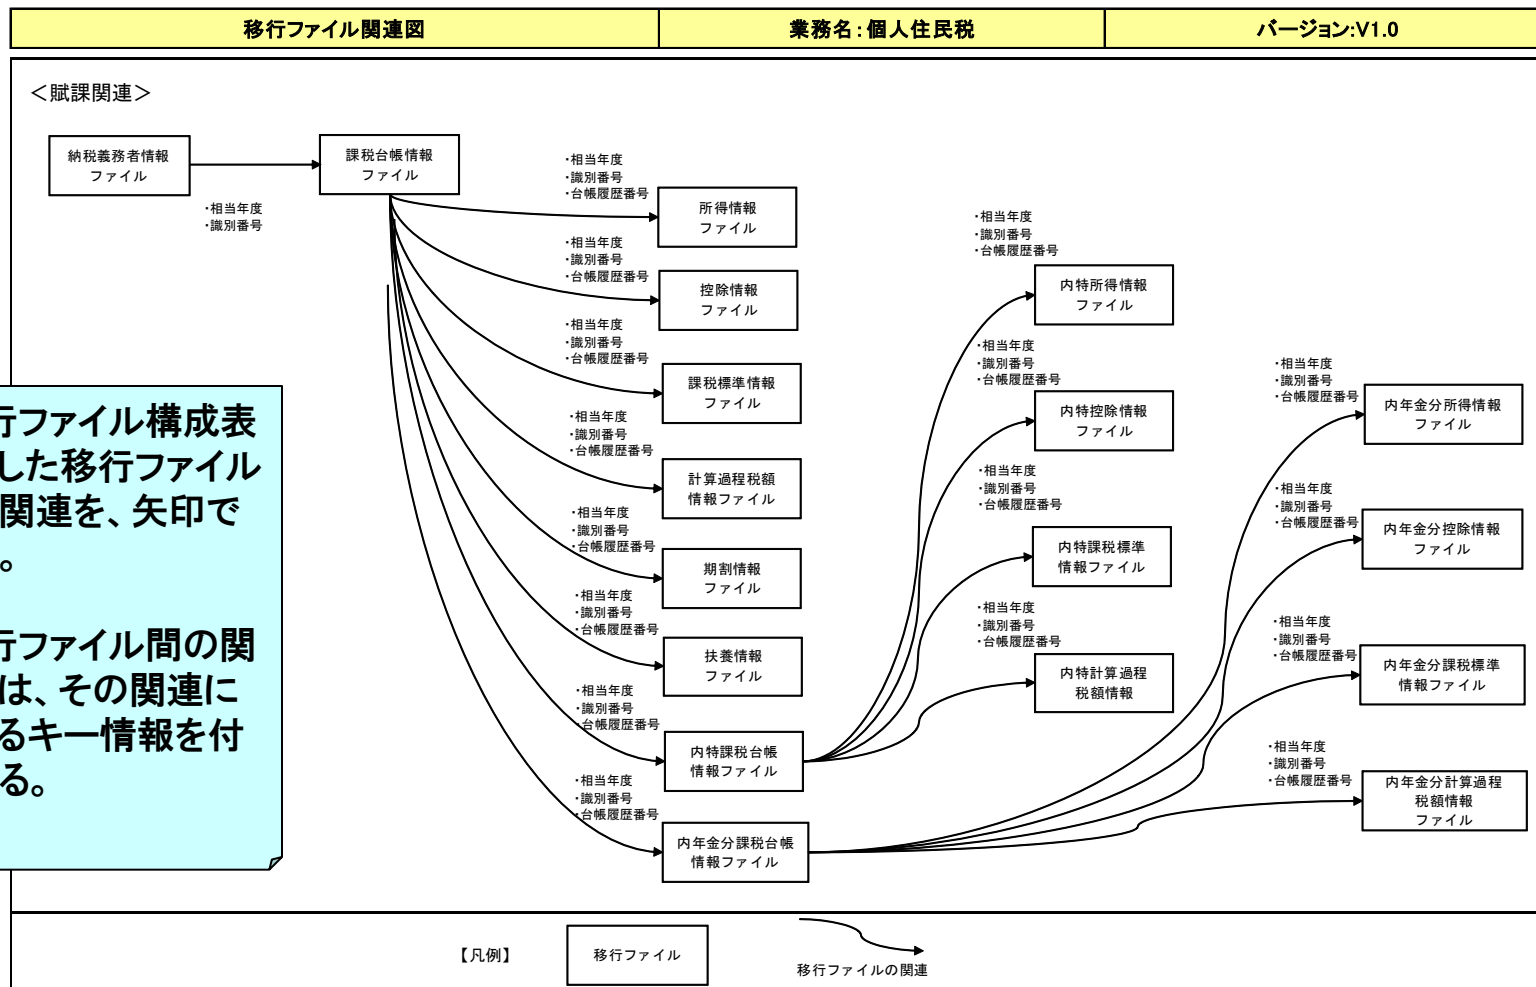 移行ファイル関連図
業務名：個人住民税
バージョン:V1.0
＜賦課関連＞
納税義務者情報
ファイル
・相当年度
・識別番号
課税台帳情報
ファイル
・相当年度
・識別番号
・台帳履歴番号
所得情報
ファイル
・相当年度
・識別番号
・台帳履歴番号
控除情報
ファイル
・相当年度
・識別番号
・台帳履歴番号
課税標準情報
ファイル
・相当年度
・識別番号
・台帳履歴番号
計算過程税額
情報ファイル
・相当年度
・識別番号
・台帳履歴番号
期割情報
ファイル
・相当年度
・識別番号
・台帳履歴番号
扶養情報
ファイル
・相当年度
・識別番号
・台帳履歴番号
内特課税台帳
情報ファイル
・相当年度
・識別番号
・台帳履歴番号
内年金分課税台帳
情報ファイル
・相当年度
・識別番号
・台帳履歴番号
内特所得情報
ファイル
・相当年度
・識別番号
・台帳履歴番号
内特控除情報
ファイル
・相当年度
・識別番号
・台帳履歴番号
内特課税標準
情報ファイル
・相当年度
・識別番号
・台帳履歴番号
内特計算過程
税額情報
・相当年度
・識別番号
・台帳履歴番号
内年金分所得情報
ファイル
・相当年度
・識別番号
・台帳履歴番号
内年金分控除情報
ファイル
・相当年度
・識別番号
・台帳履歴番号
内年金分課税標準
情報ファイル
・相当年度
・識別番号
・台帳履歴番号
内年金分計算過程
税額情報
ファイル
行ファイル構成表
した移行ファイル
関連を、矢印で
。
行ファイル間の関
は、その関連に
るキー情報を付
る。
【凡例】
移行ファイル
移行ファイルの関連